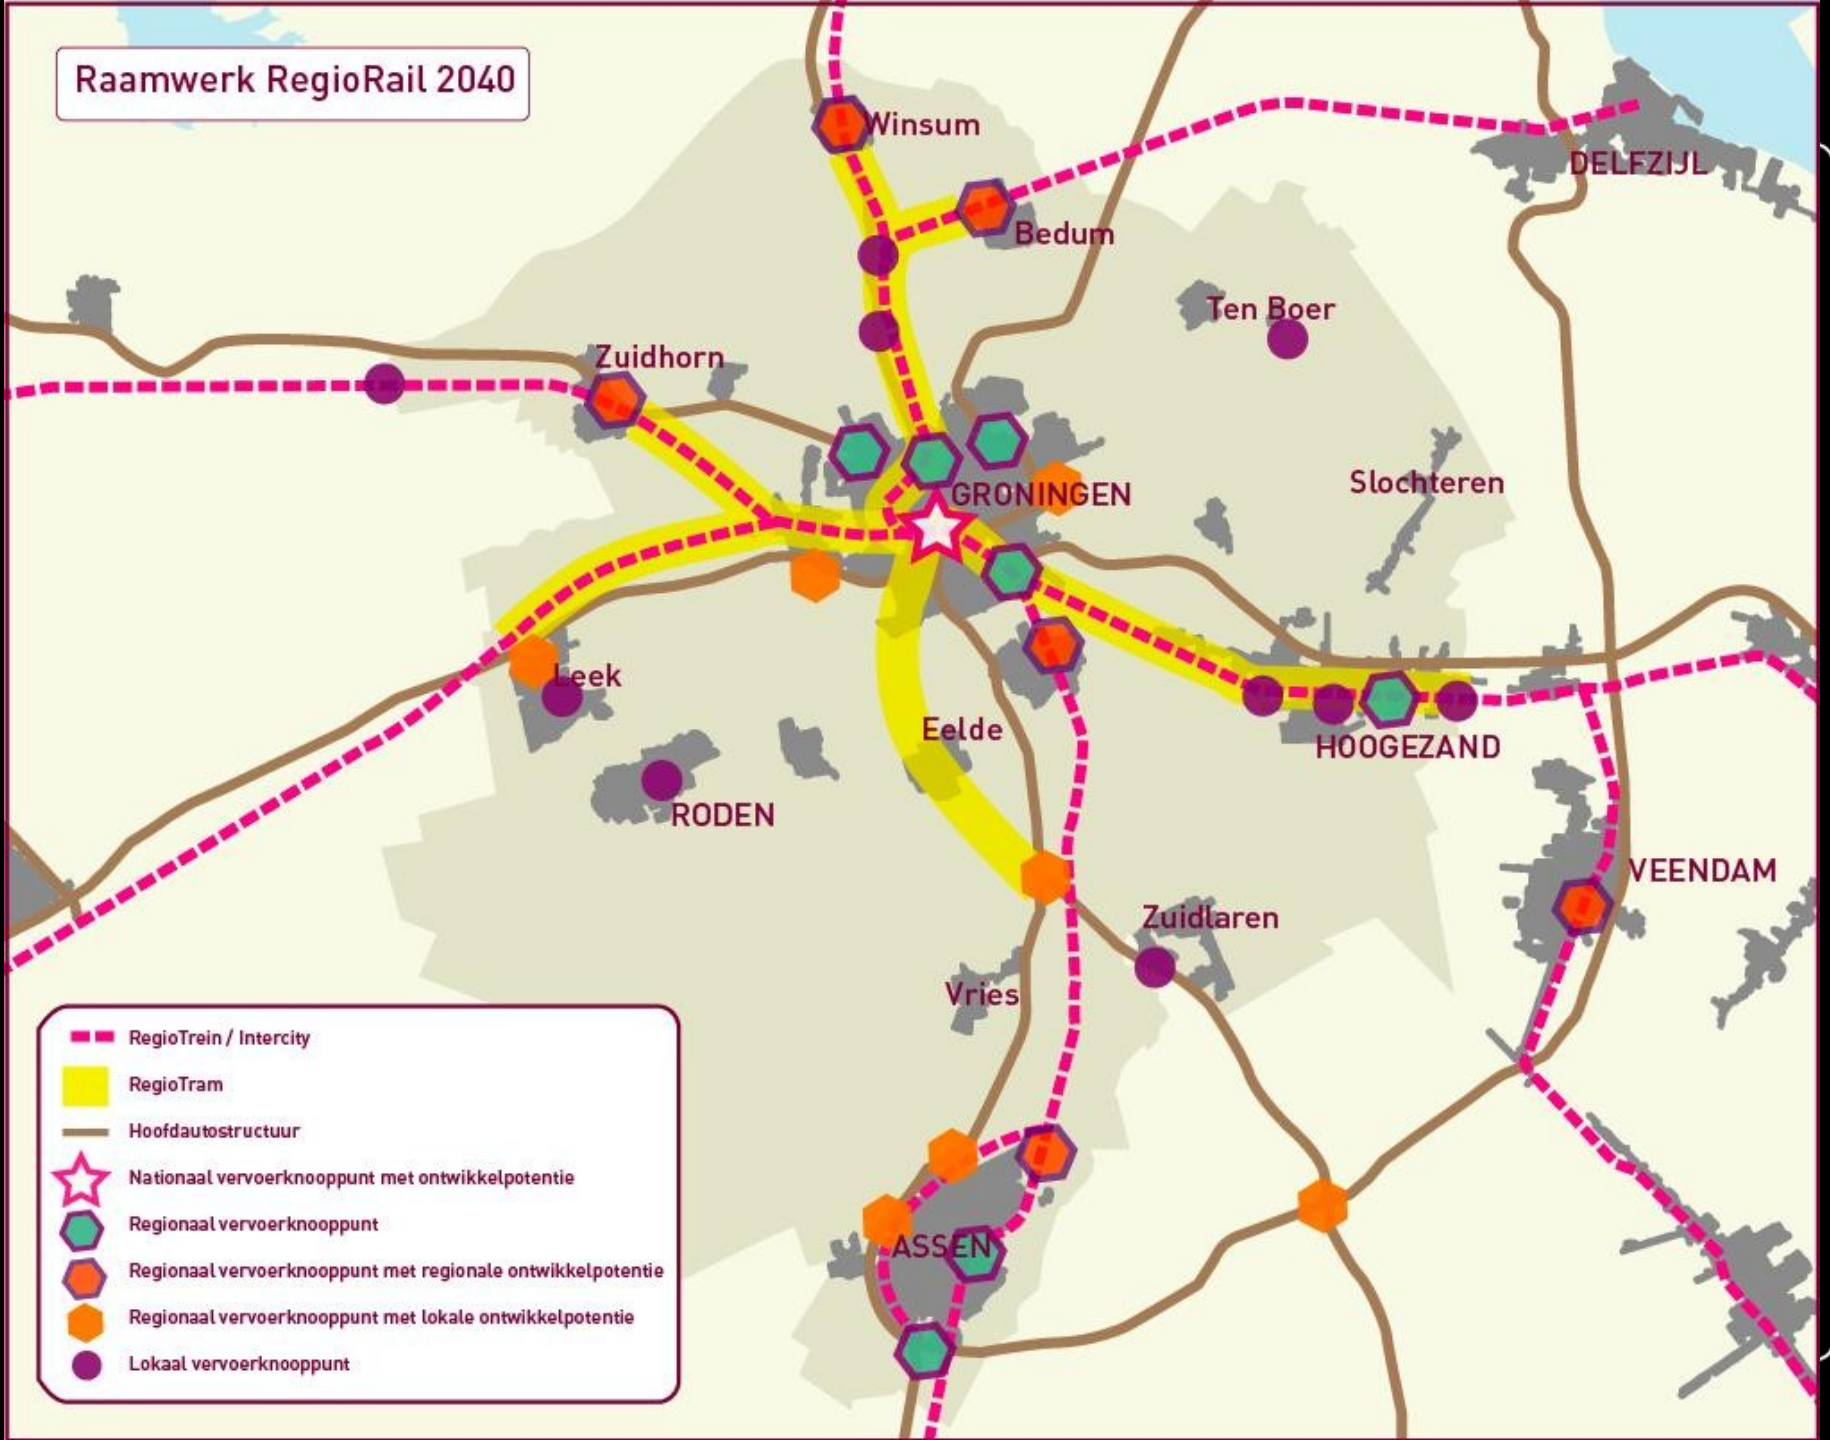 Raamwerk RegioRail 2040
Winsum
DELFZIJL
Bedum
Ten Boer
Zuidhorn
Slochteren
GRONINGEN
Leek
Eelde
HOOGEZAND
RODEN
VEENDAM
Zuidlaren
Vries
ASSEN
RegioTrein / Intercity
RegioTram
Hoofdautostructuur
Nationaal vervoerknooppunt met ontwikkelpotentie
Regionaal vervoerknooppunt
Regionaal vervoerknooppunt met regionale ontwikkelpotentie
Regionaal vervoerknooppunt met lokale ontwikkelpotentie
Lokaal vervoerknooppunt